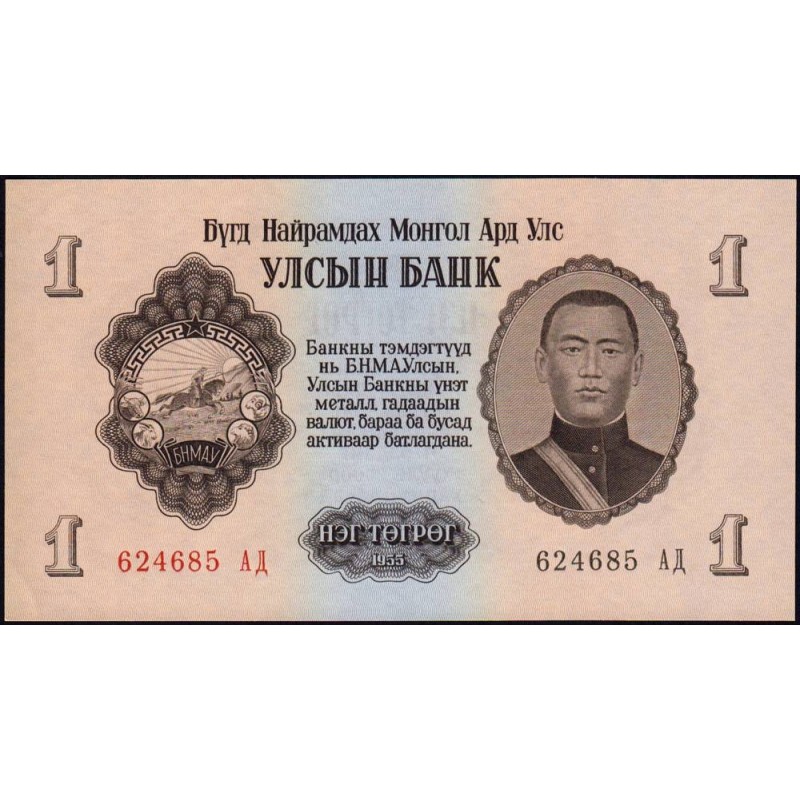 Бүгд Найрамдах Монгол Ард Улс
УЛСЫН БАНК
1
1
Банкны тэмдэгтүүд
нь Б.Н.М.А.Улсын,
Улсын Банкны үнэт
металл, гадаадын
валют, бараа ба бусад
активаар батлагдана.
БНМАУ
НЭГ ТӨГРӨГ
1955
1
624685 АД
624685 АД
1